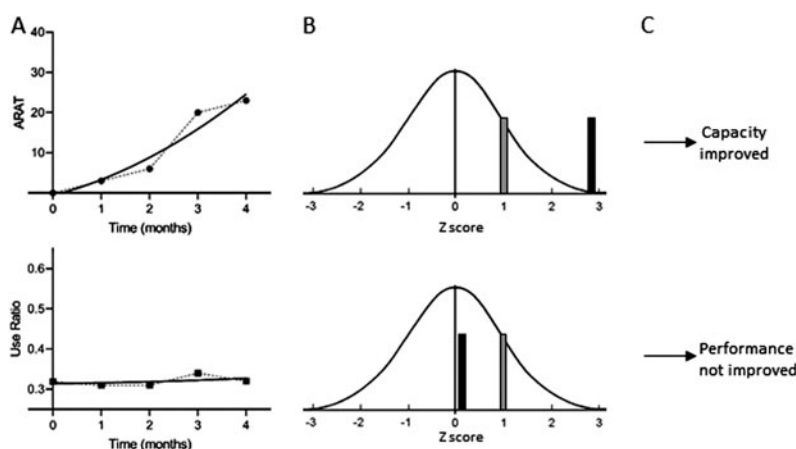 A
B
C
ARAT
40
30
20
10
0 1 2 3 4
Time (months)
-3 -2 -1 0 1 2 3
Z score
Capacity
improved
Use Ratio
0.6
0.5
0.4
0.3
0 1 2 3 4
Time (months)
-3 -2 -1 0 1 2 3
Z score
Performance
not improved